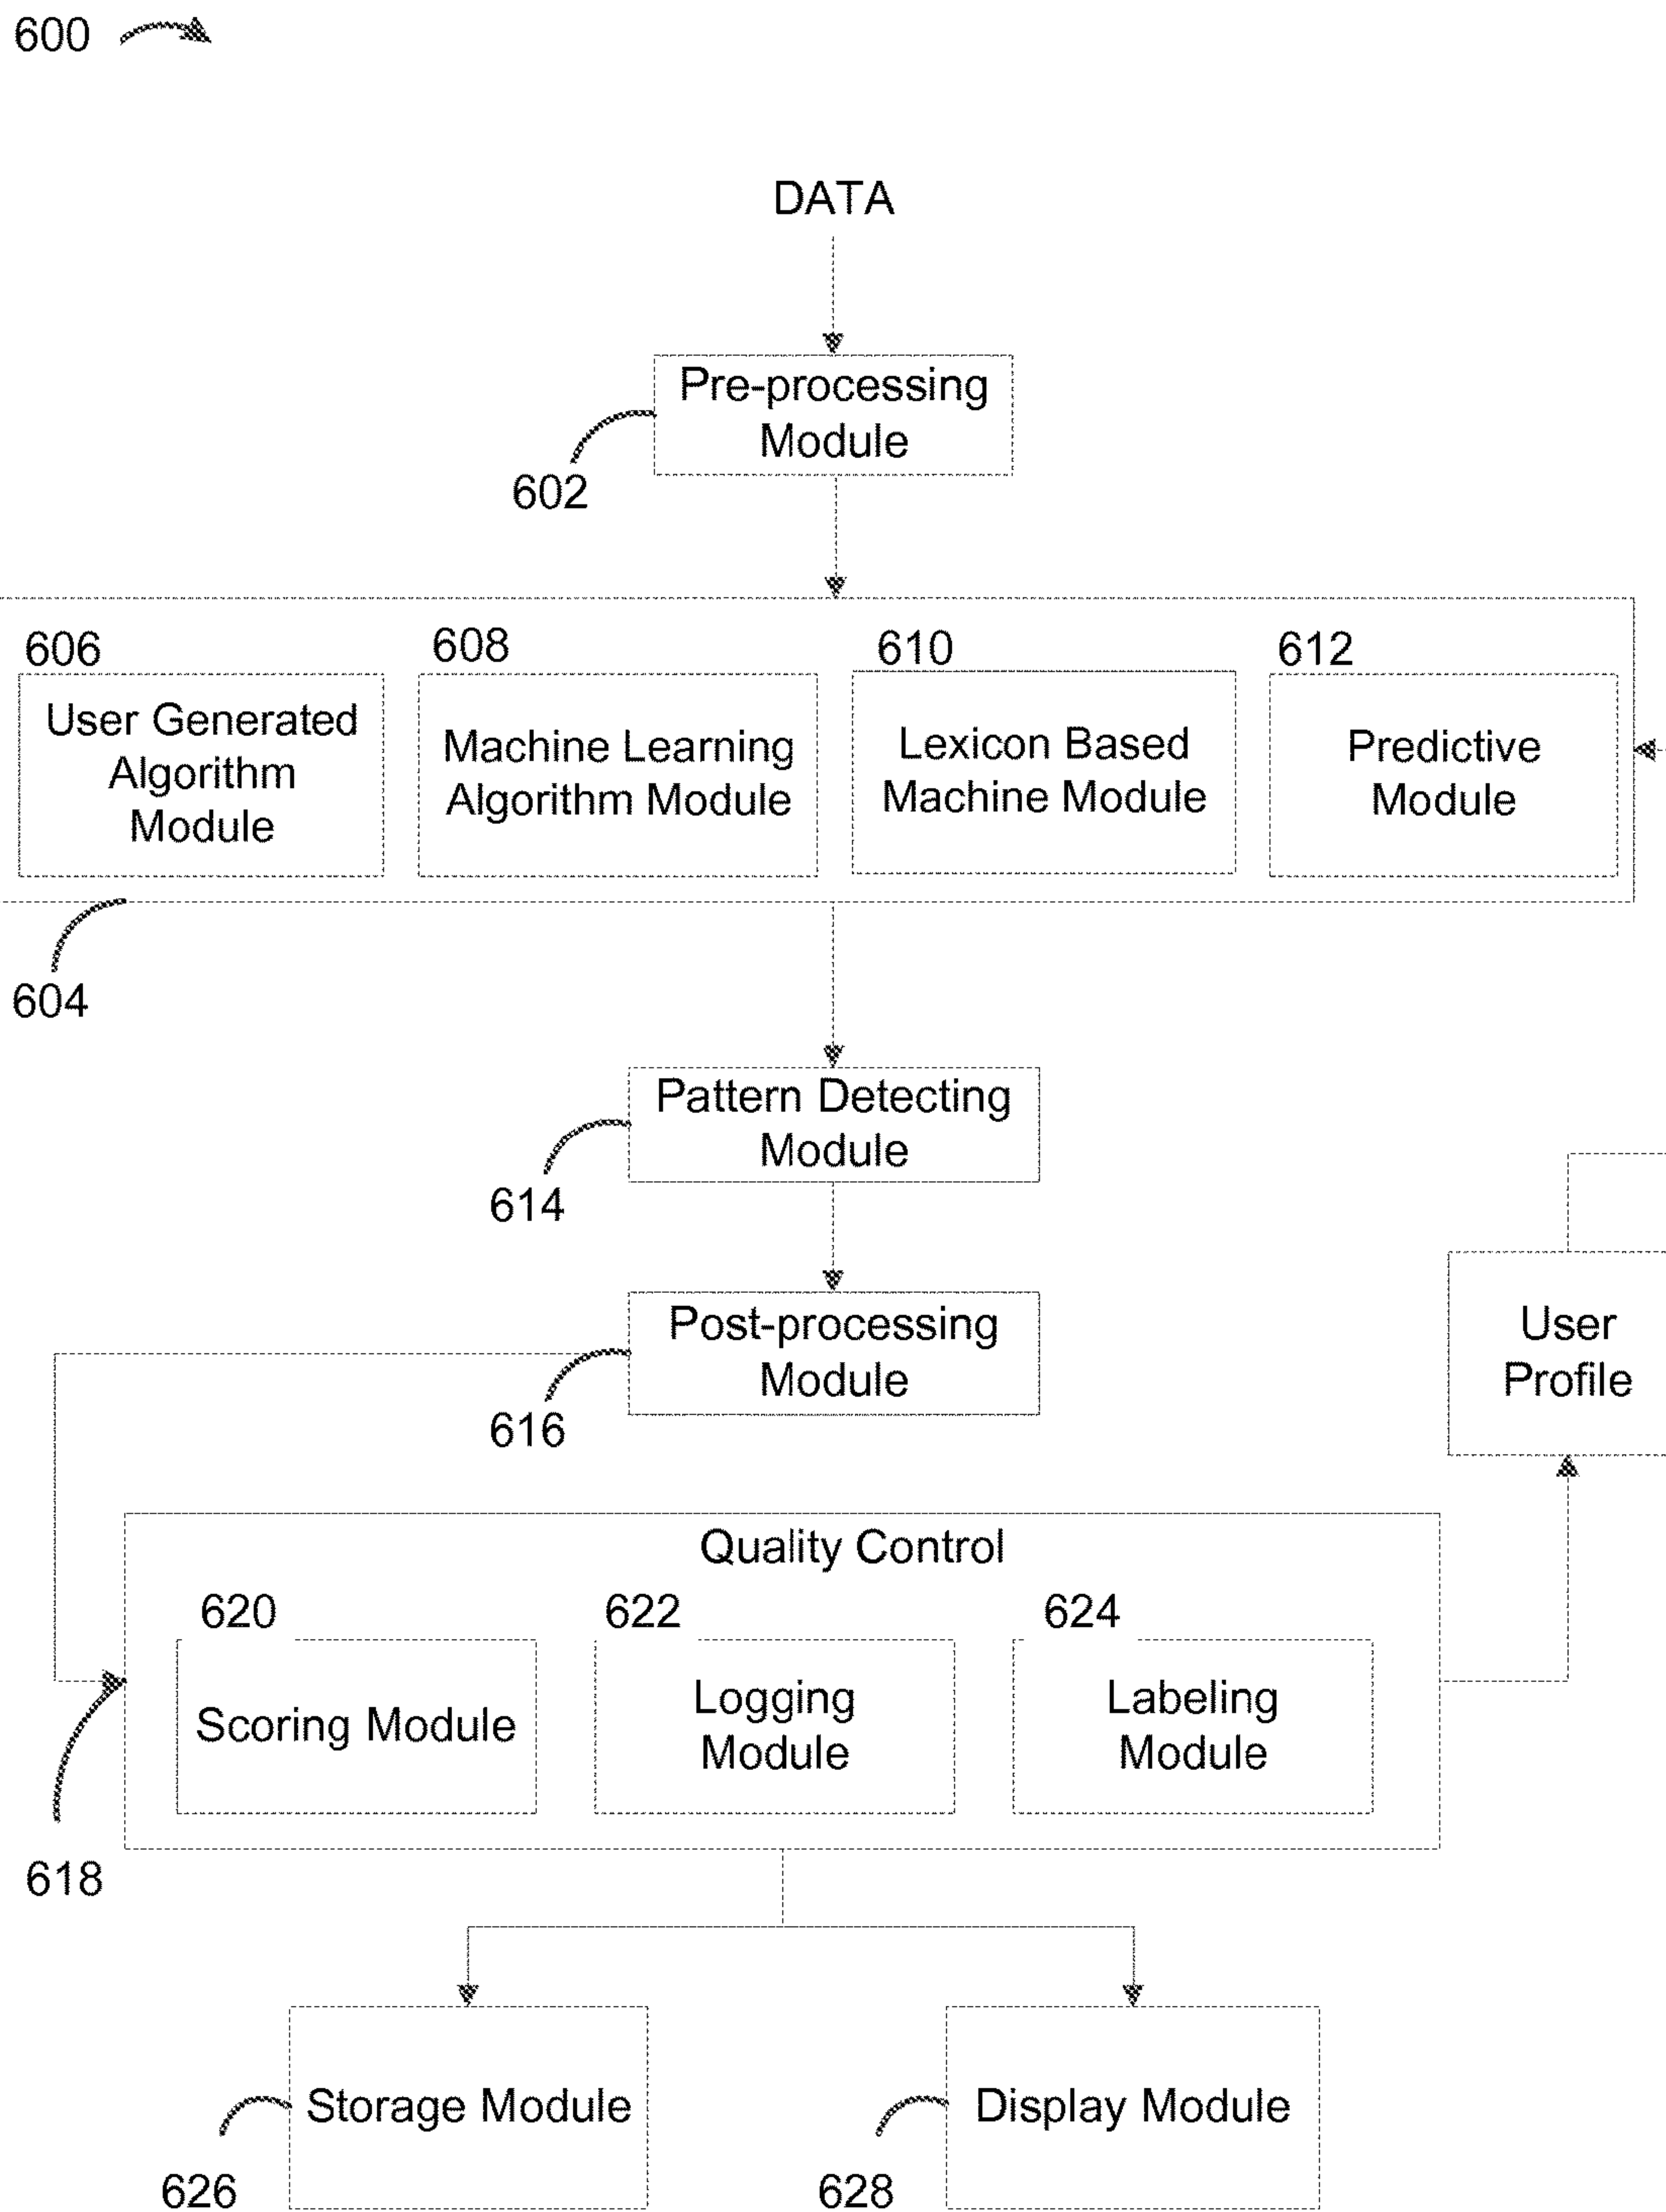 600
DATA
Pre-processing
Module
602
606
608
610
612
User Generated
Algorithm
Module
Machine Learning
Algorithm Module
Lexicon Based
Machine Module
Predictive
Module
604
Pattern Detecting
Module
614
Post-processing
Module
616
User
Profile
Quality Control
620
622
624
Scoring Module
Logging
Module
Labeling
Module
618
Storage Module
Display Module
626
628